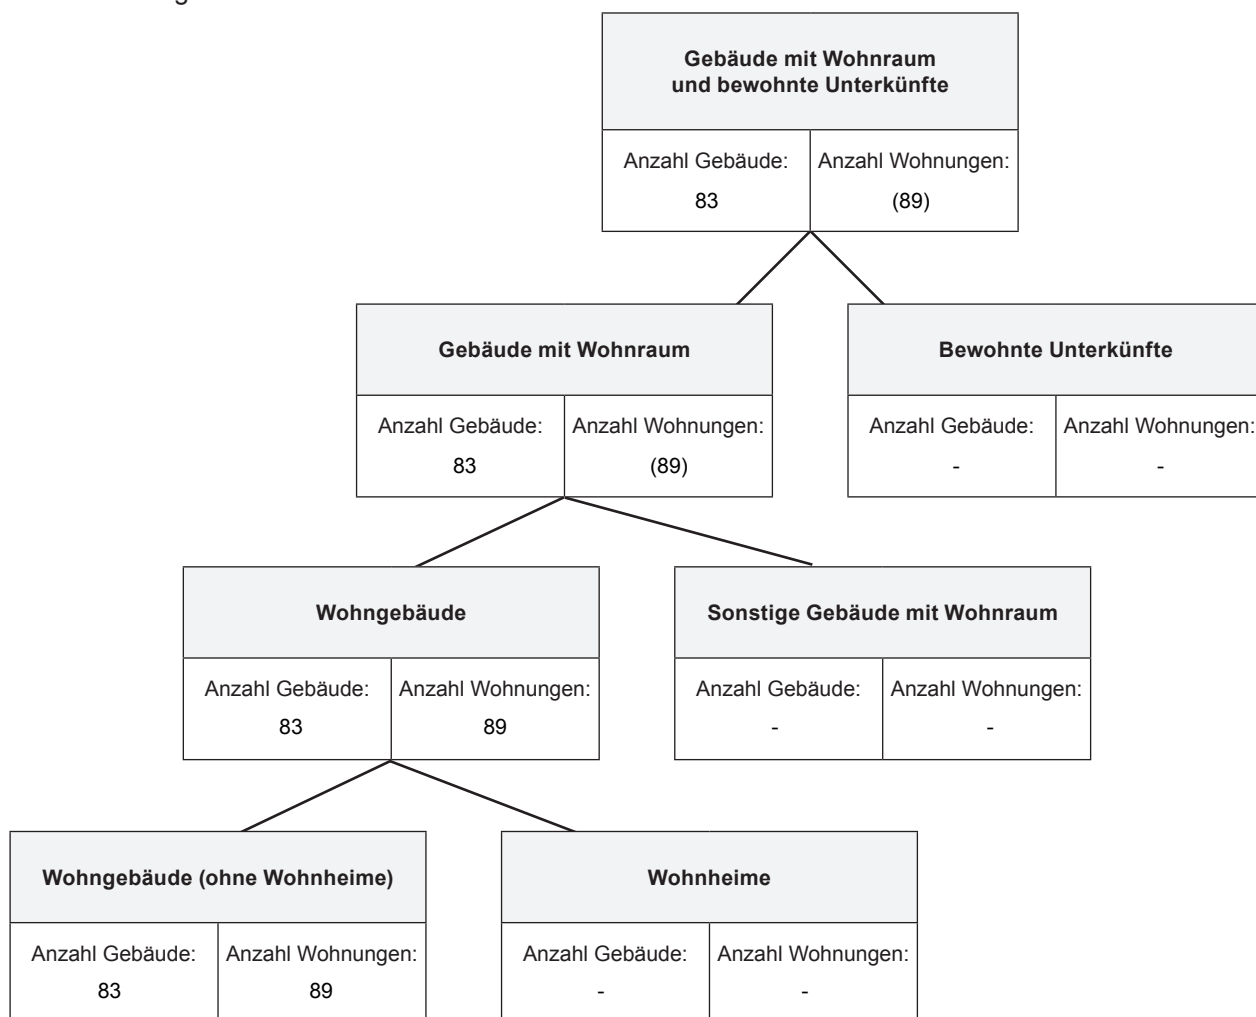 Gebäude mit Wohnraum
und bewohnte Unterkünfte
Anzahl Gebäude: Anzahl Wohnungen:
83 (89)
Gebäude mit Wohnraum
Anzahl Gebäude: Anzahl Wohnungen:
83 (89)
Bewohnte Unterkünfte
Anzahl Gebäude: Anzahl Wohnungen:
- -
Wohngebäude
Anzahl Gebäude: Anzahl Wohnungen:
83 89
Sonstige Gebäude mit Wohnraum
Anzahl Gebäude: Anzahl Wohnungen:
- -
Wohngebäude (ohne Wohnheime)
Anzahl Gebäude: Anzahl Wohnungen:
83 89
Wohnheime
Anzahl Gebäude: Anzahl Wohnungen:
- -